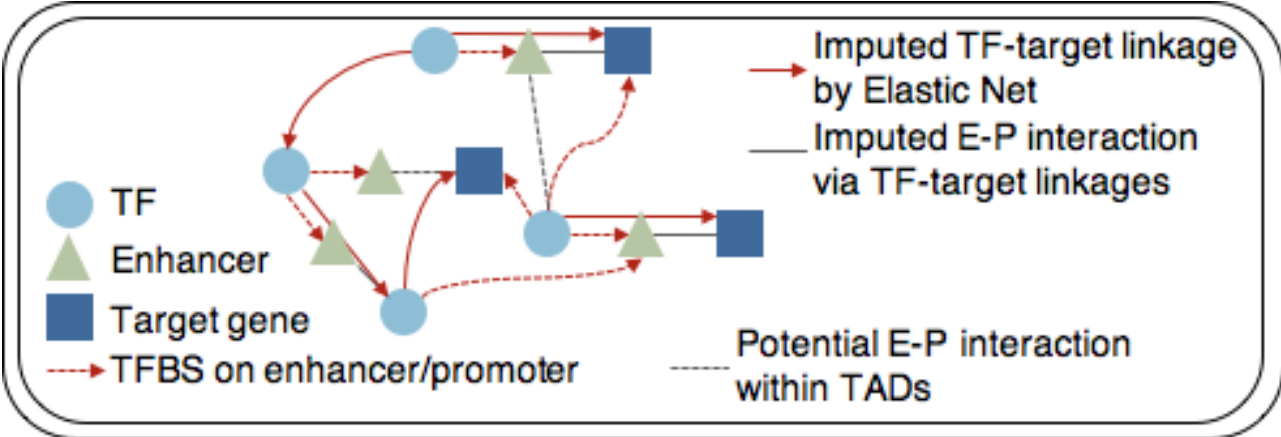 Imputed TF-target linkage
by Elastic Net
Imputed E-P interaction
via TF-target linkages
TF
Enhancer
Target gene
TFBS on enhancer/promoter
Potential E-P interaction
within TADs